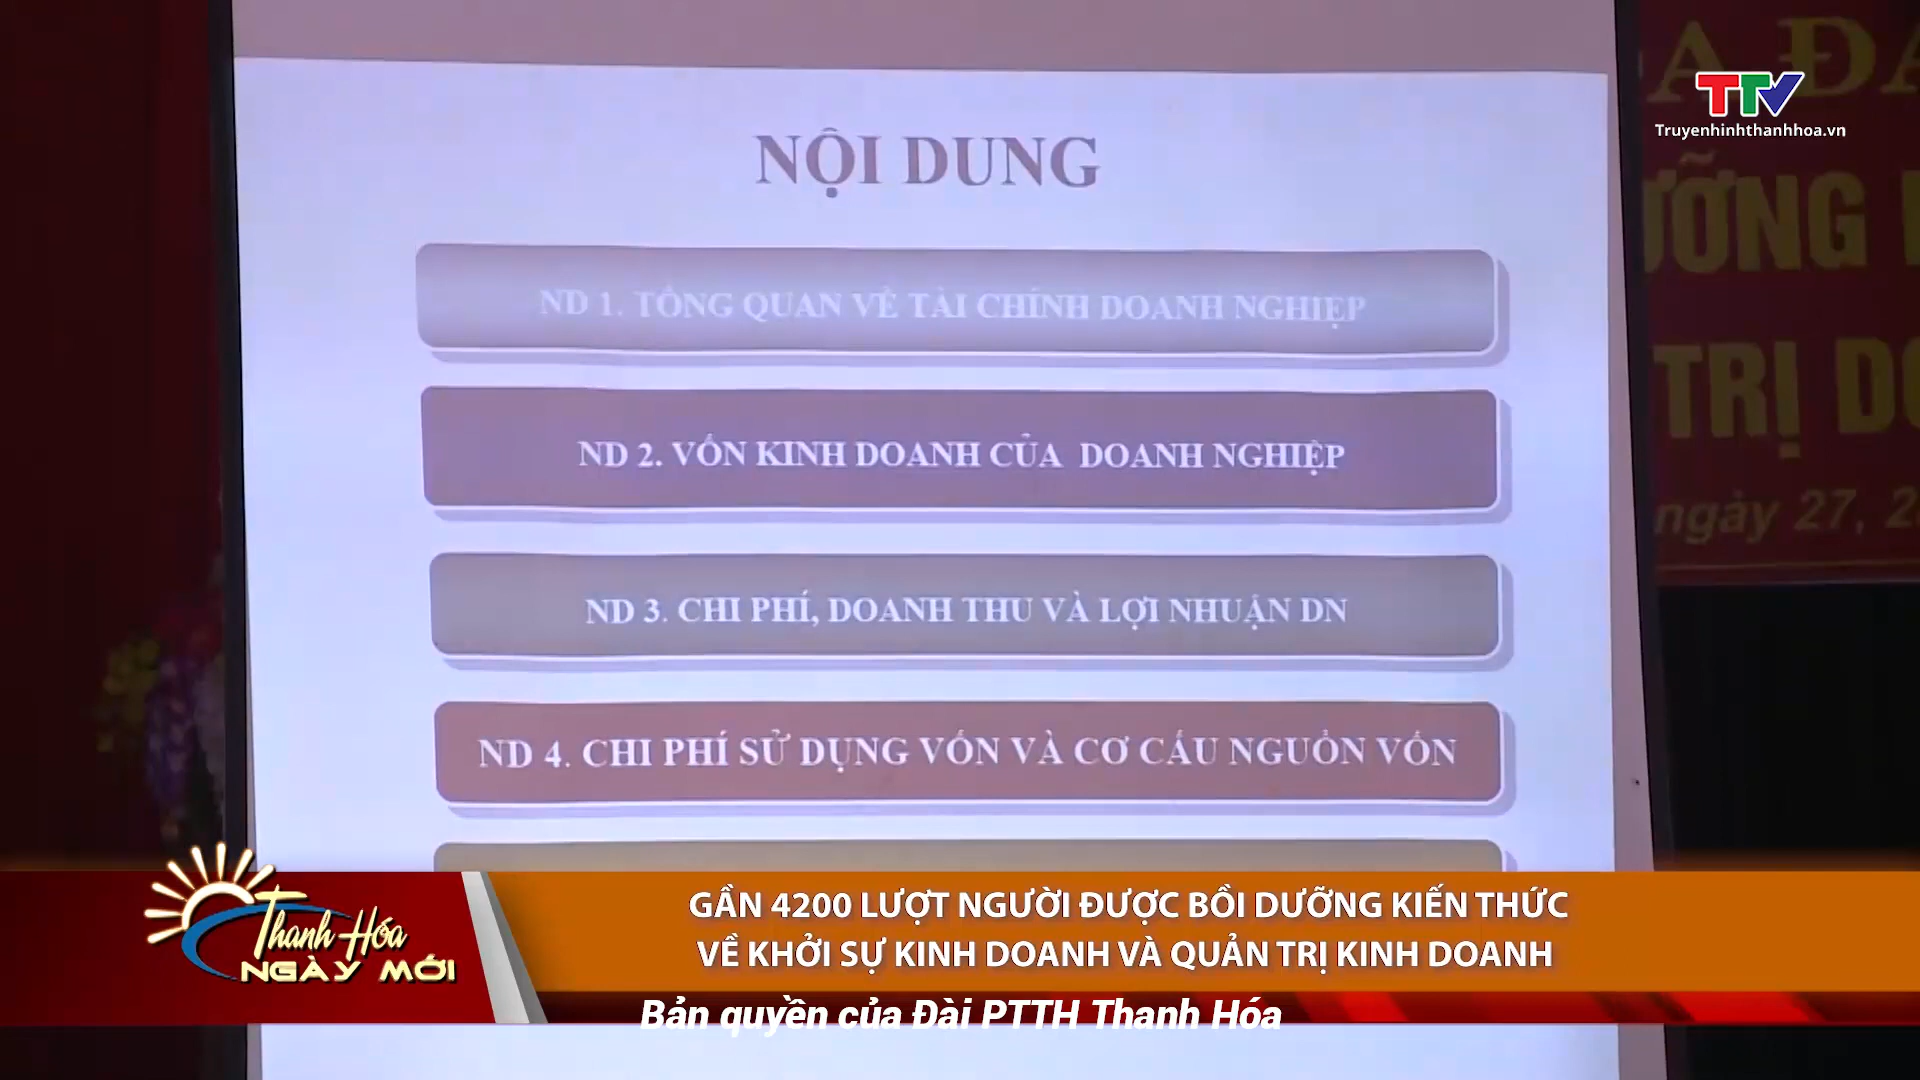 NỘI DUNG
ND 1. TỔNG QUAN VỀ TÀI CHÍNH DOANH NGHIỆP
ND 2. VỐN KINH DOANH CỦA DOANH NGHIỆP
ND 3. CHI PHÍ, DOANH THU VÀ LỢI NHUẬN DN
ND 4. CHI PHÍ SỬ DỤNG VỐN VÀ CƠ CẤU NGUỒN VỐN
TTV
Truyenhinhthanhhoa.vn
TRỊ
ngày 27,
Thanh Hóa
NGÀY MỚI
GẦN 4200 LƯỢT NGƯỜI ĐƯỢC BỒI DƯỠNG KIẾN THỨC
VỀ KHỞI SỰ KINH DOANH VÀ QUẢN TRỊ KINH DOANH
Bản quyền của Đài PTTH Thanh Hóa